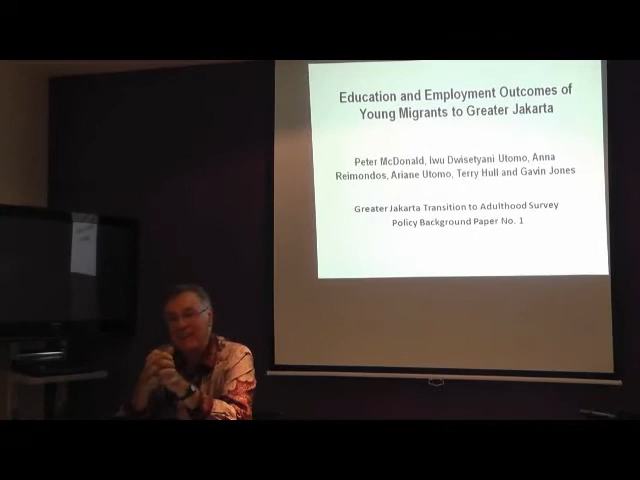 Education and Employment Outcomes of
Young Migrants to Greater Jakarta
Peter McDonald, Iwu Dwisetyani Utomo, Anna
Reimondos, Ariane Utomo, Terry Hull and Gavin Jones
Greater Jakarta Transition to Adulthood Survey
Policy Background Paper No. 1